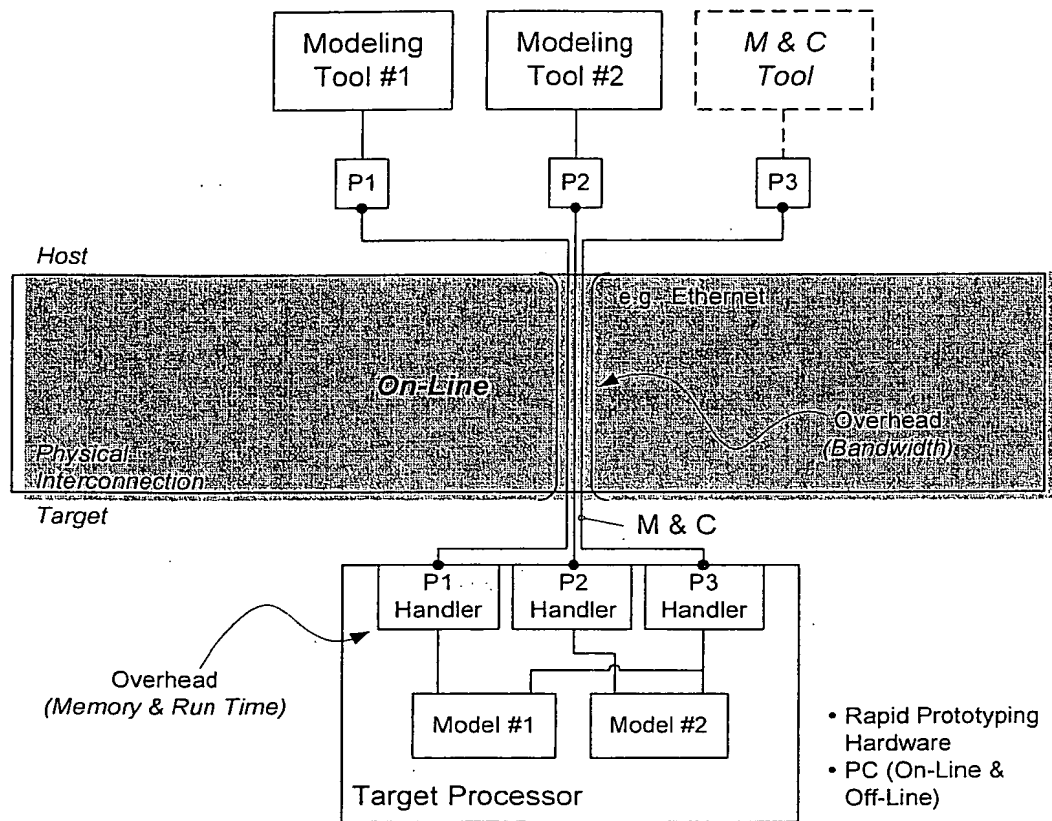 Modeling
Tool #1
Modeling
Tool #2
M & C
Tool
P1
P2
P3
Host
e.g. Ethernet
On-Line
Overhead
(Bandwidth)
Physical
Interconnection
Target
M & C
P1
Handler
P2
Handler
P3
Handler
Overhead
(Memory & Run Time)
Model #1
Model #2
Target Processor
• Rapid Prototyping
Hardware
• PC (On-Line &
Off-Line)